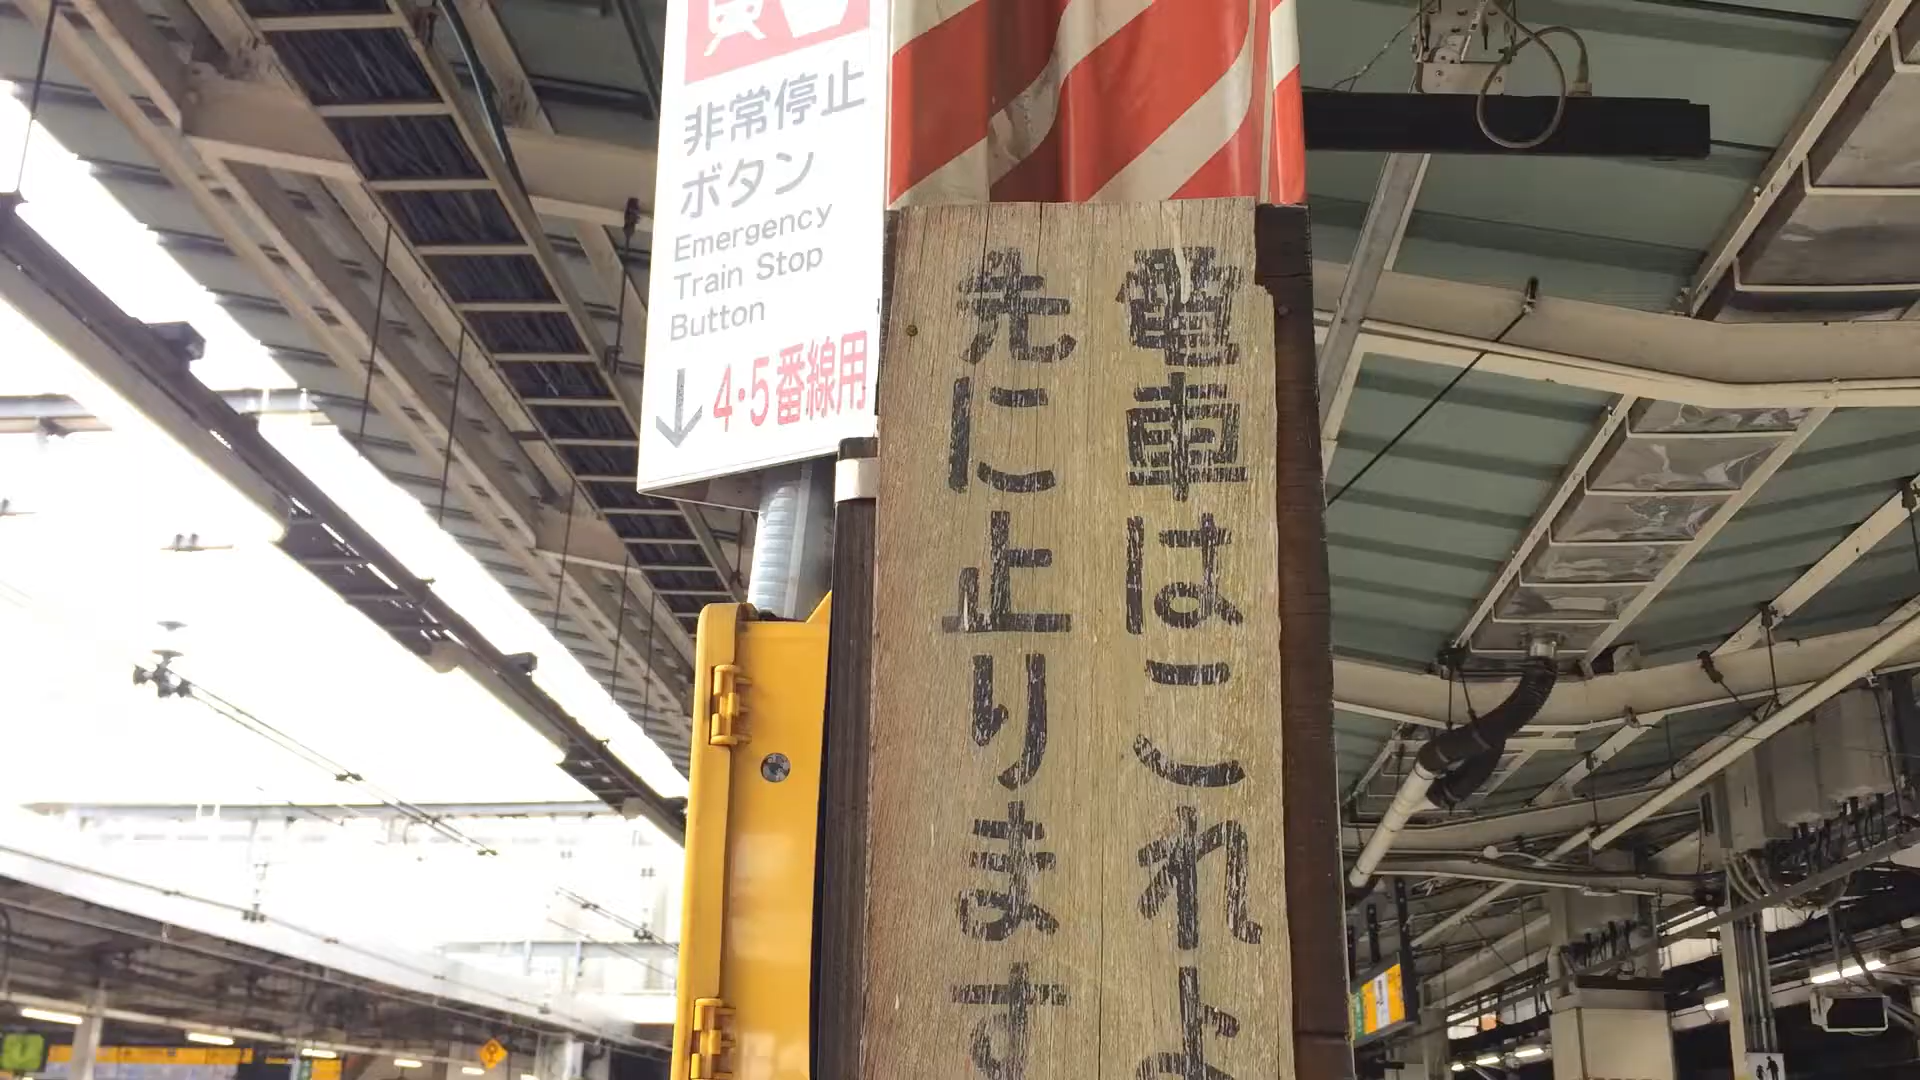 非常停止
ボタン
Emergency
Train Stop
Button
↓4・5番線用
電車はこれよ
先に止ります